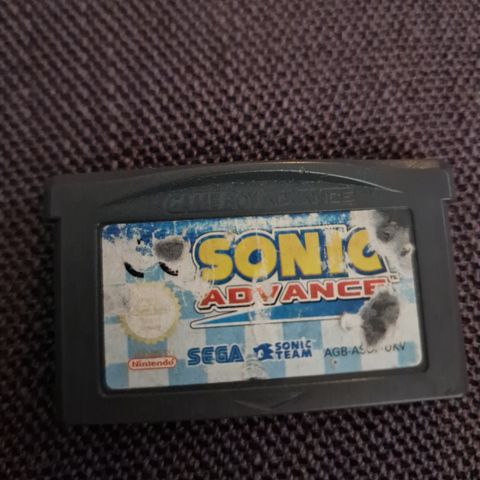 GAME BOY ADVANCE
SONIC
ADVANCE
Nintendo
SEGA
SONIC
TEAM